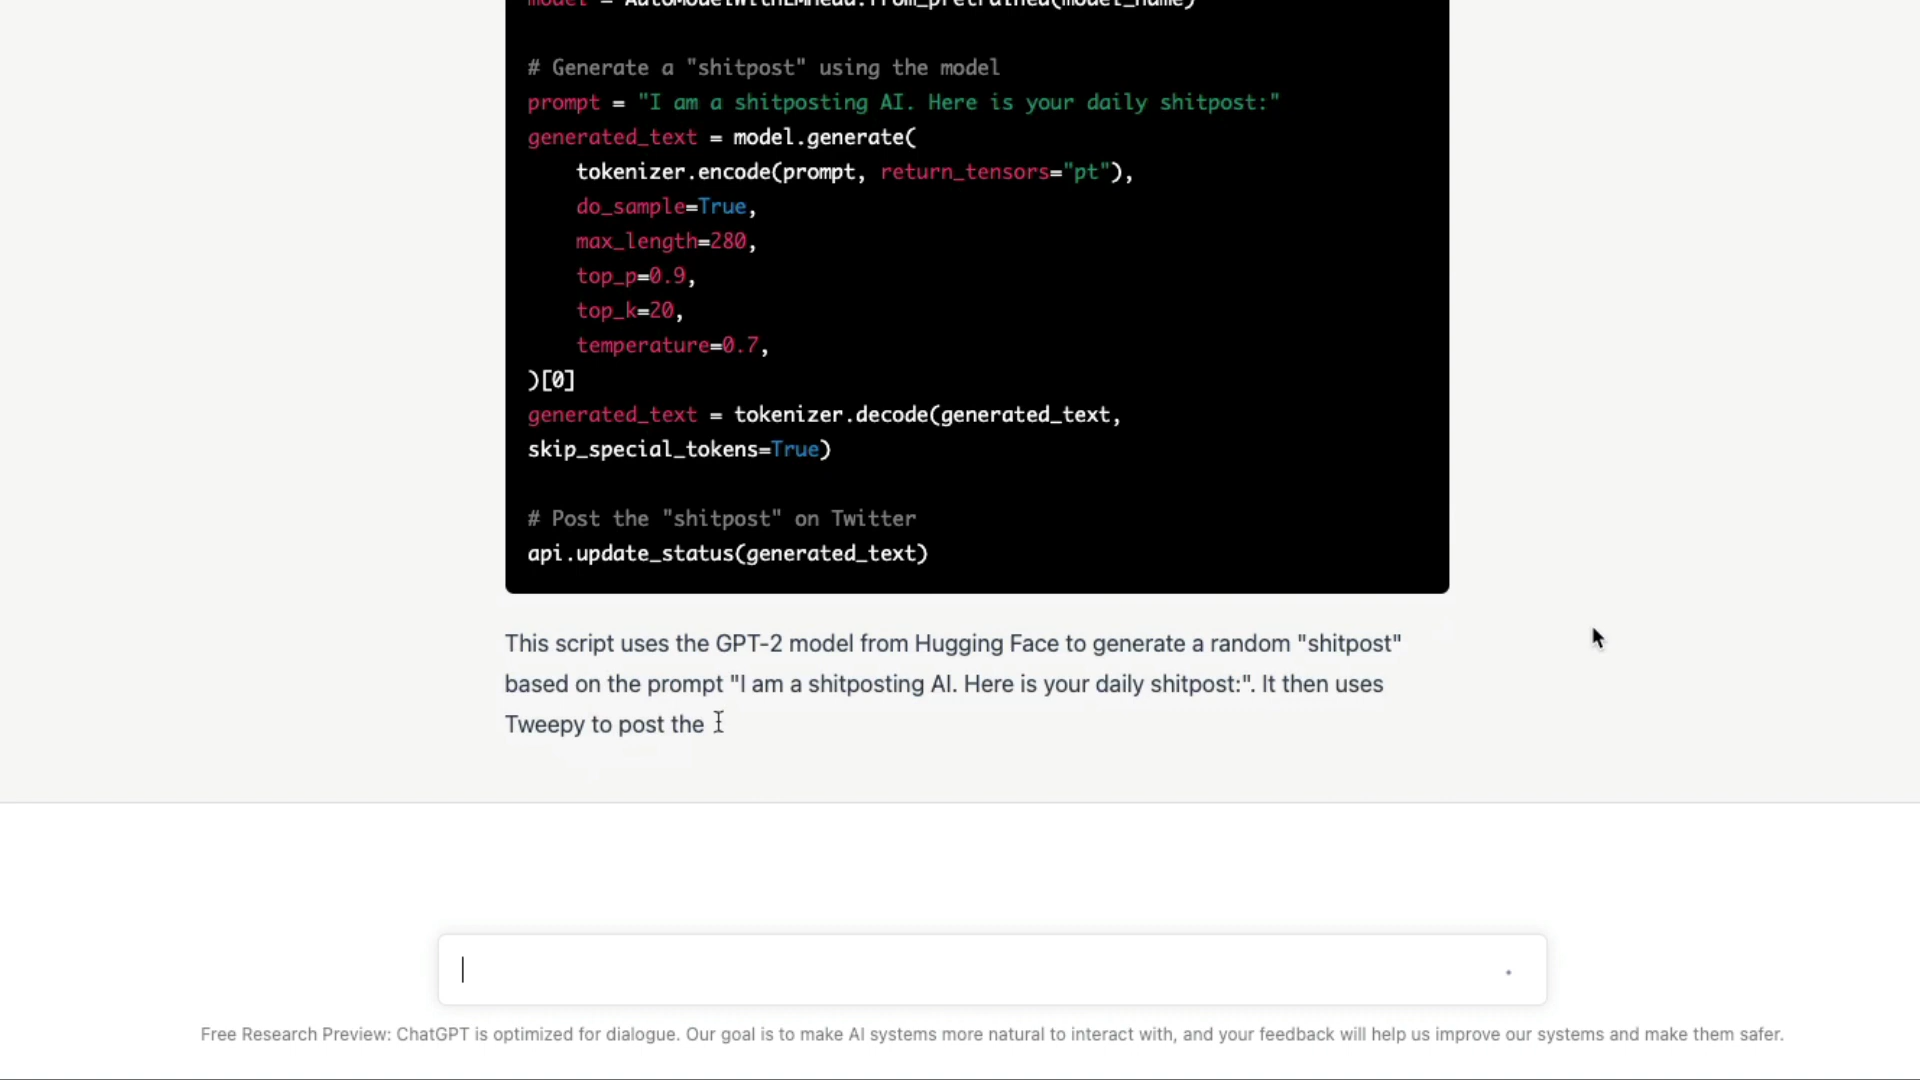 model = AutoModelWithLMHead.from_pretrained(model_name)
# Generate a "shitpost" using the model
prompt = "I am a shitposting AI. Here is your daily shitpost:"
generated_text = model.generate(
    tokenizer.encode(prompt, return_tensors="pt"),
    do_sample=True,
    max_length=280,
    top_p=0.9,
    top_k=20,
    temperature=0.7,
)[0]
generated_text = tokenizer.decode(generated_text,
skip_special_tokens=True)
# Post the "shitpost" on Twitter
api.update_status(generated_text)
This script uses the GPT-2 model from Hugging Face to generate a random "shitpost"
based on the prompt "I am a shitposting AI. Here is your daily shitpost:". It then uses
Tweepy to post the
Free Research Preview: ChatGPT is optimized for dialogue. Our goal is to make AI systems more natural to interact with, and your feedback will help us improve our systems and make them safer.